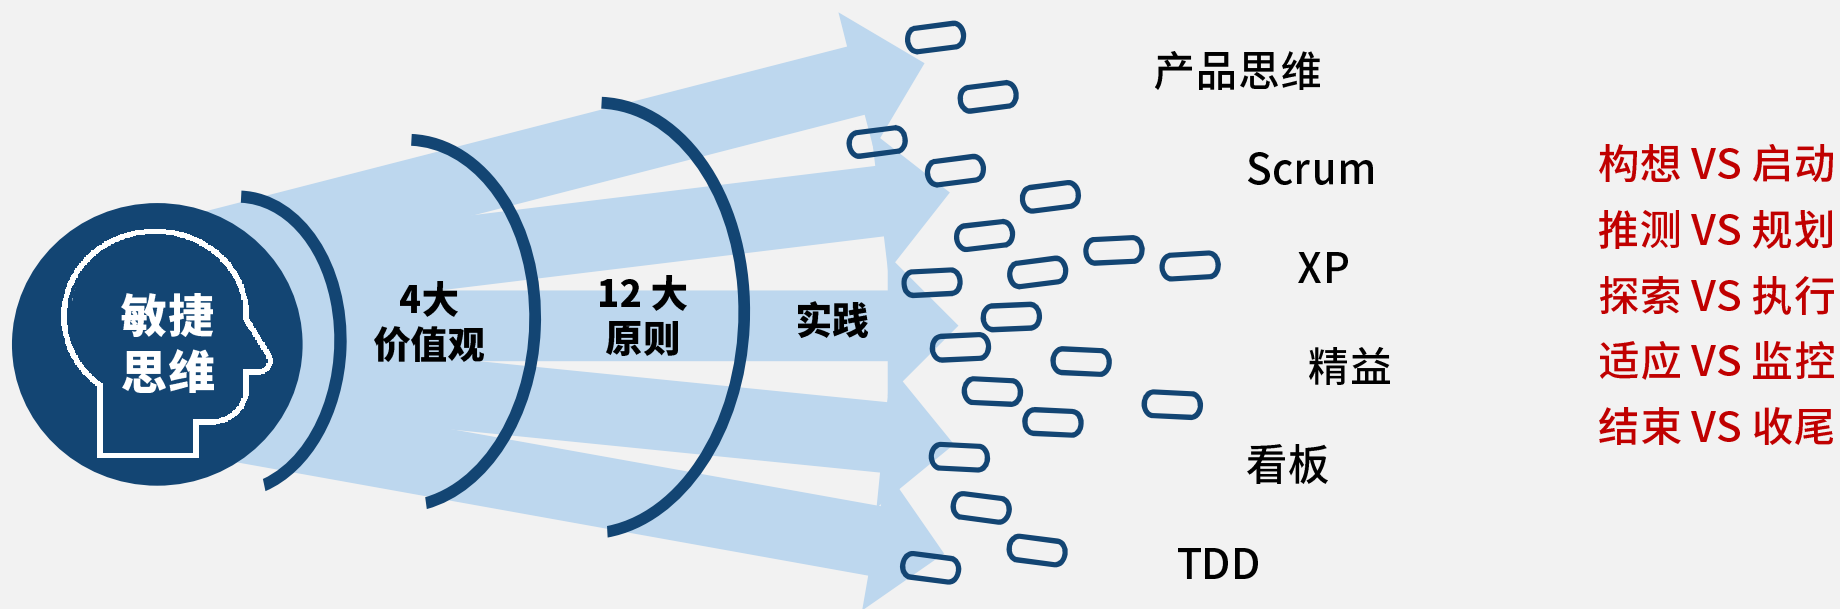 敏捷
思维
4大
价值观
12 大
原则
实践
产品思维
Scrum
XP
精益
看板
TDD
构想 VS 启动
推测 VS 规划
探索 VS 执行
适应 VS 监控
结束 VS 收尾